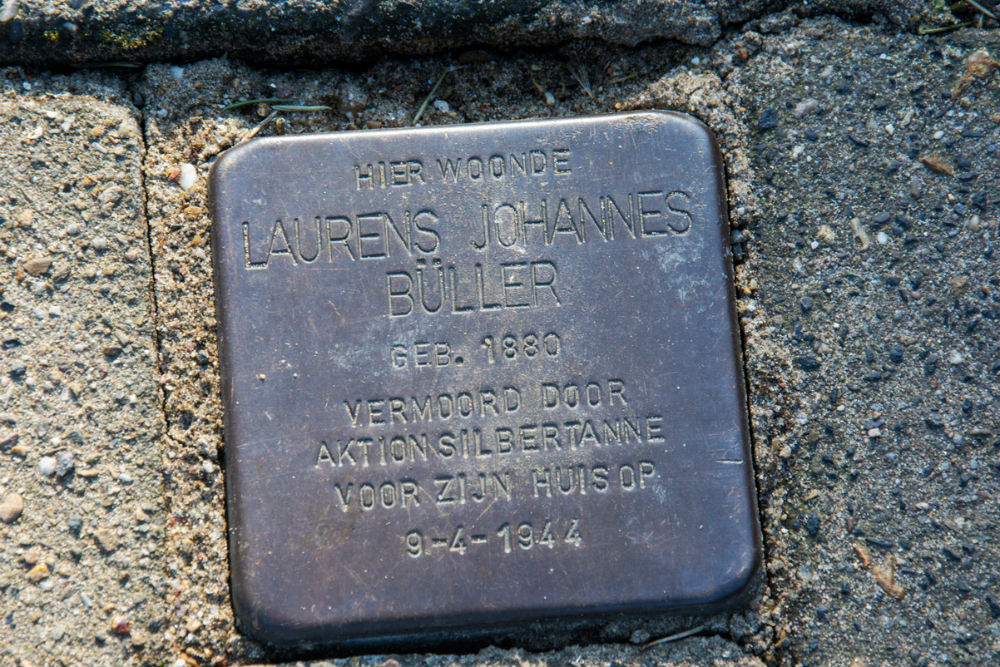 HIER WOONDE
LAURENS JOHANNES
BÜLLER
GEB. 1880
VERMOORD DOOR
AKTION SILBERTANNE
VOOR ZIJN HUIS OP
9-4-1944